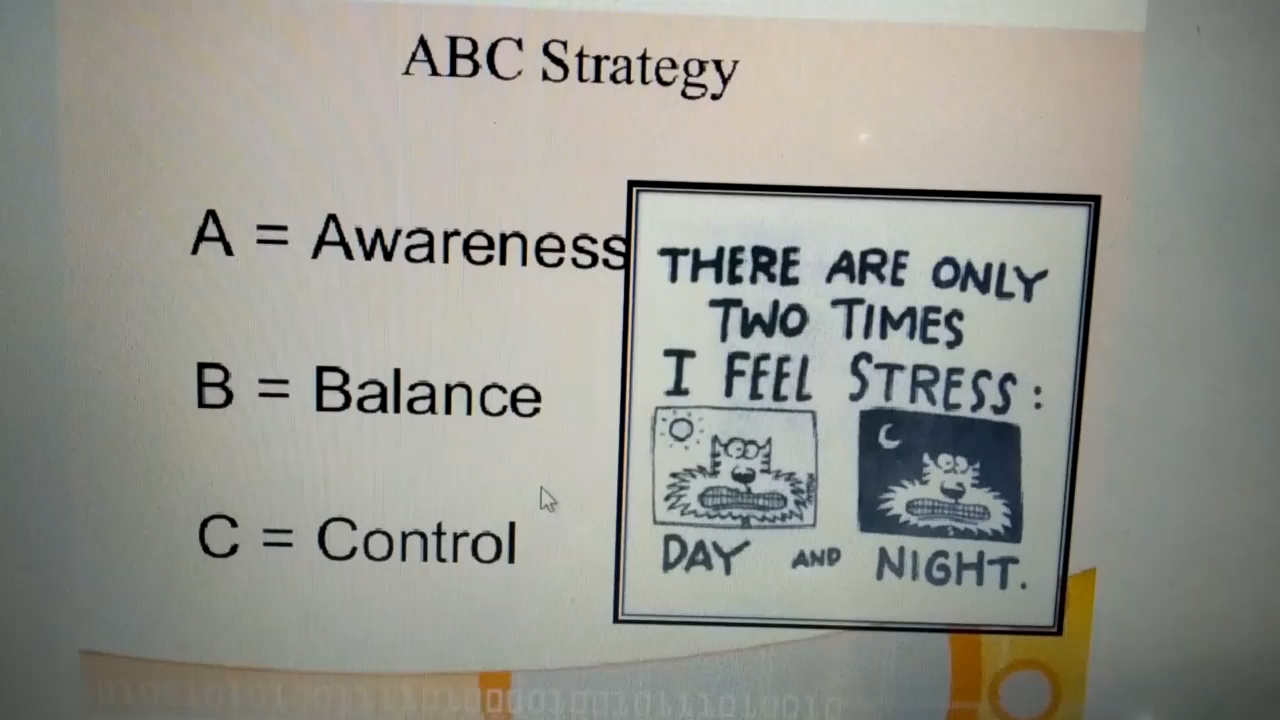 ABC Strategy
A = Awareness
B = Balance
C = Control
THERE ARE ONLY
TWO TIMES
I FEEL STRESS:
DAY AND NIGHT.